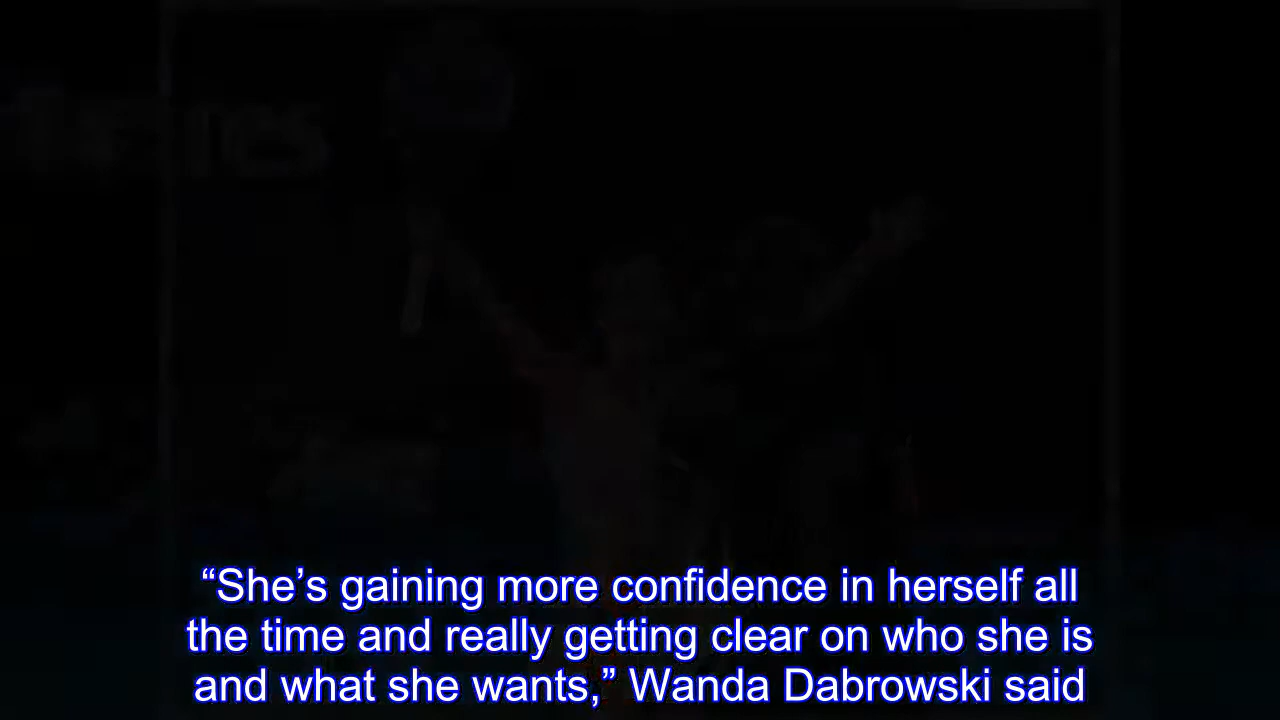 “She’s gaining more confidence in herself all
the time and really getting clear on who she is
and what she wants,” Wanda Dabrowski said